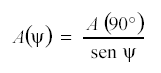 A(ψ) = A (90°) / sen ψ